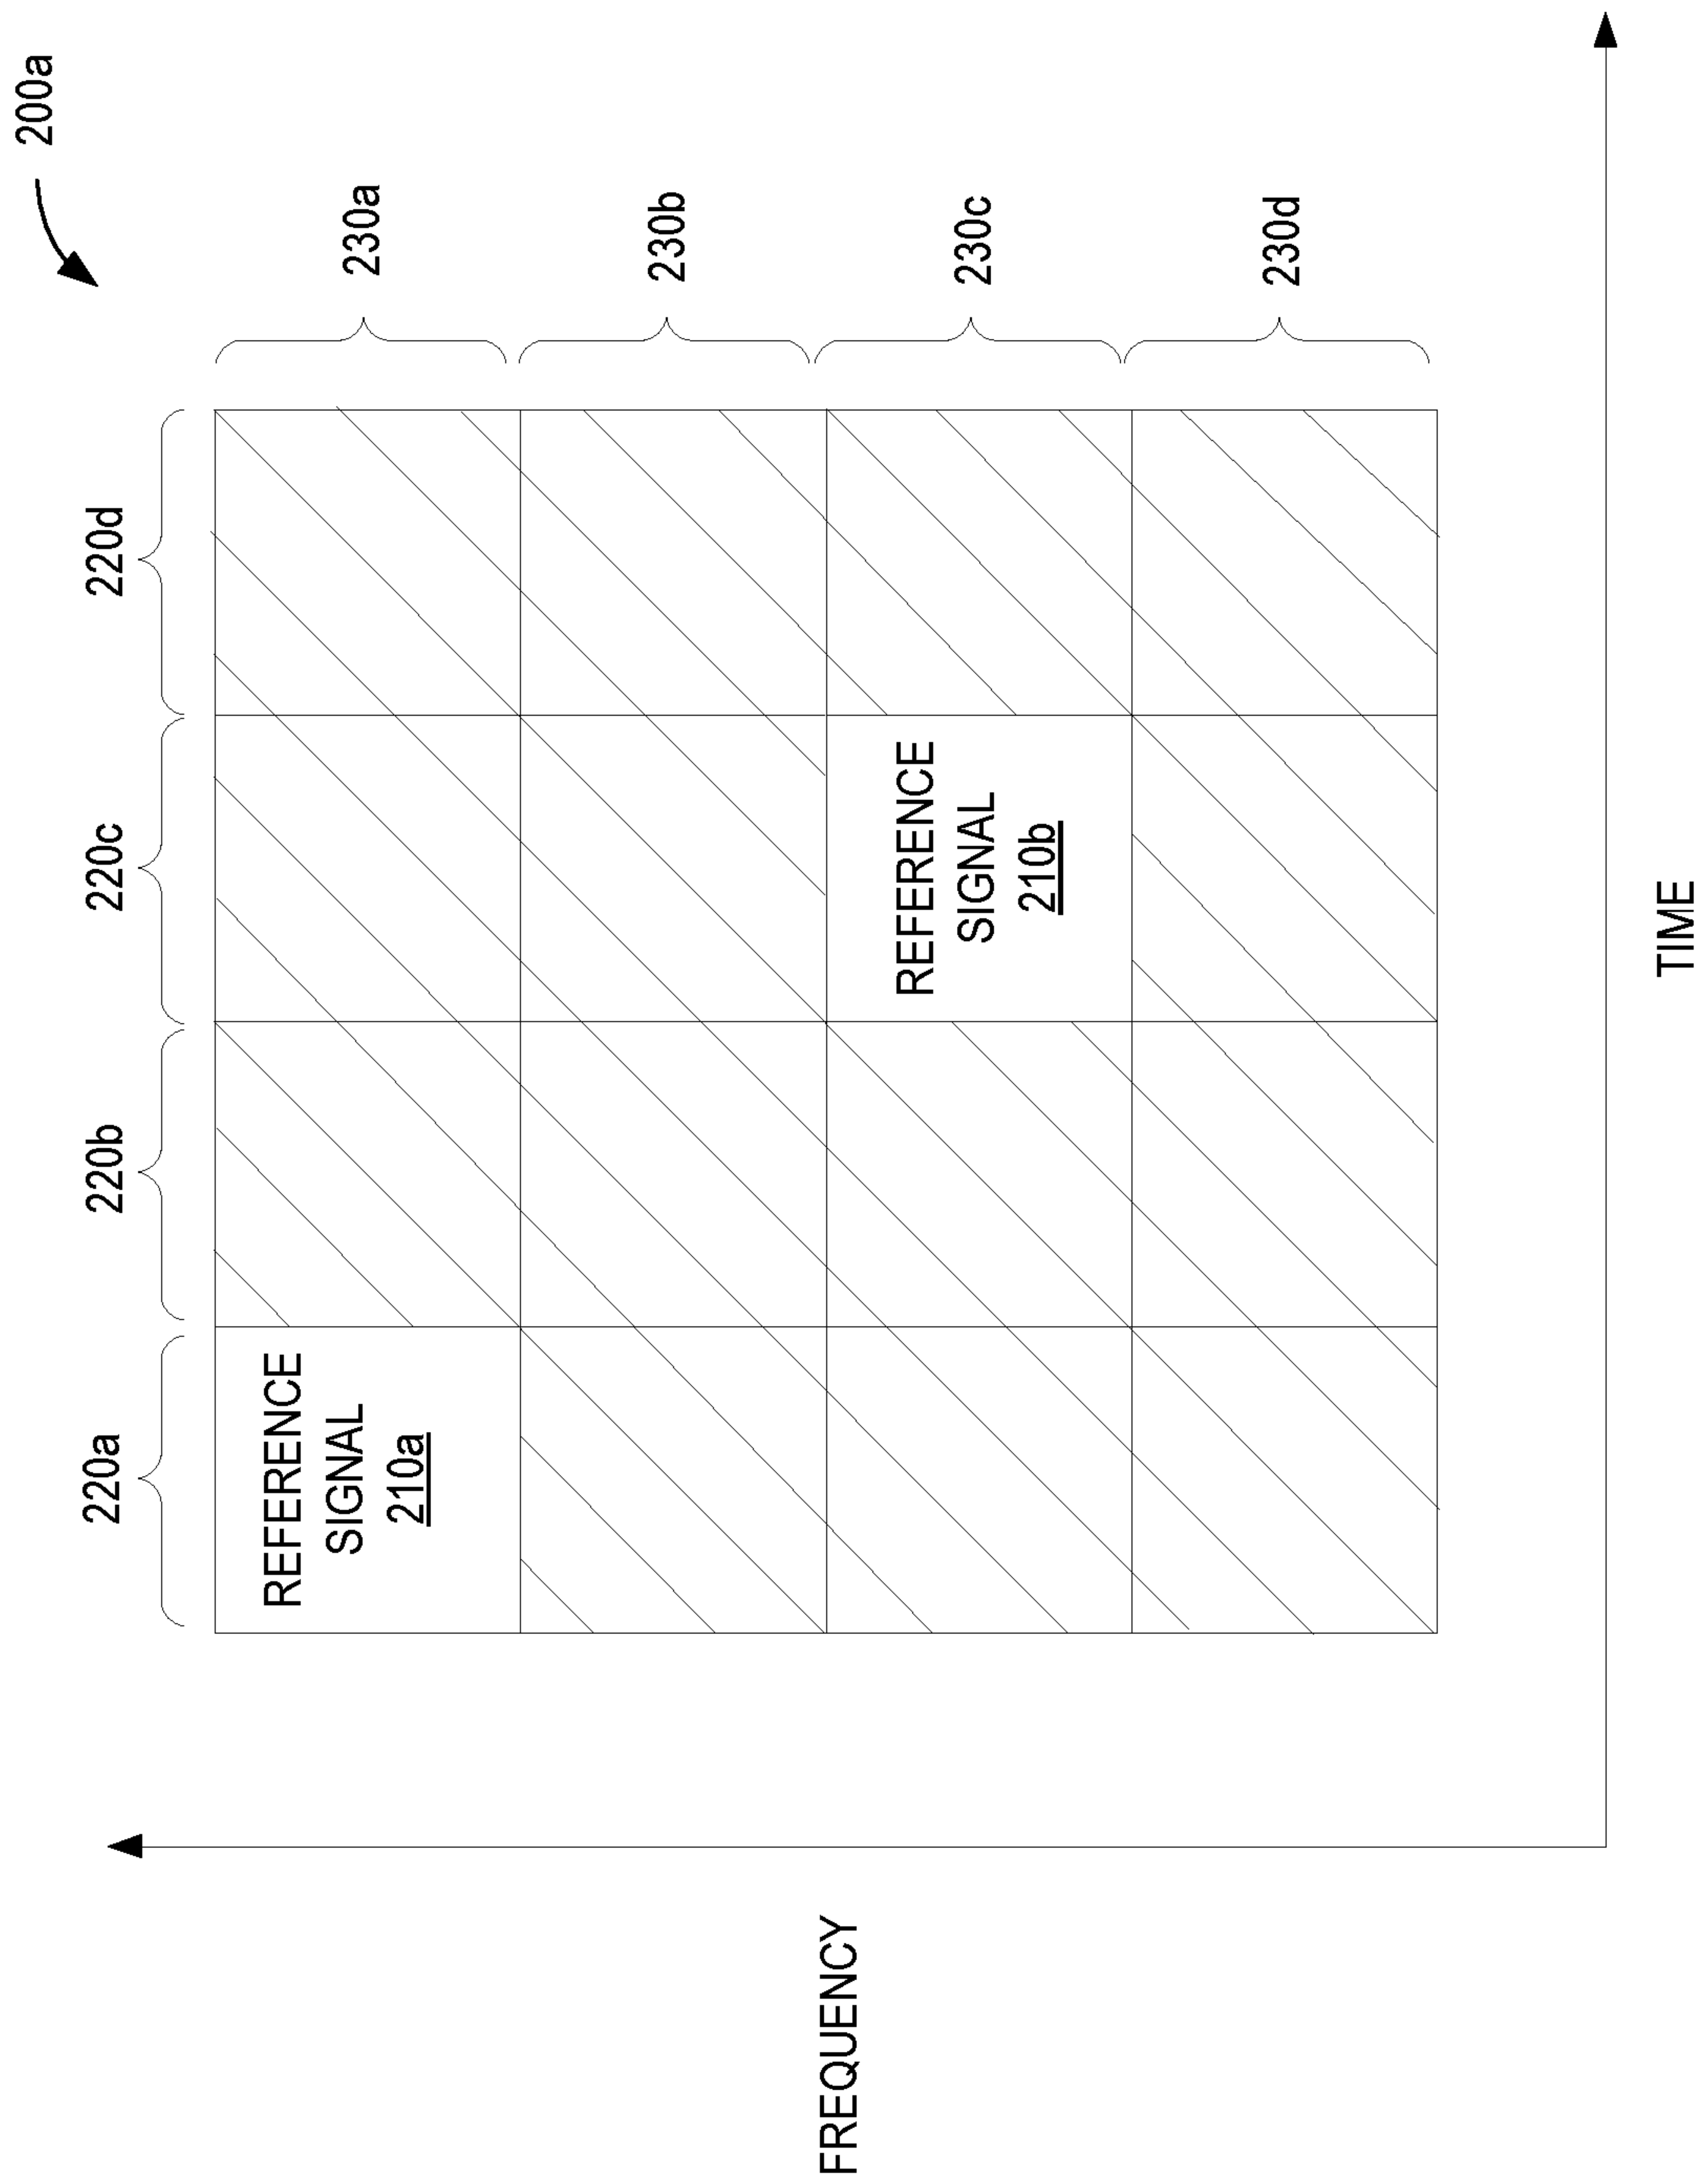 200a
220a
220b
220c
220d
REFERENCE
SIGNAL
210a
230a
230b
REFERENCE
SIGNAL
210b
230c
230d
FREQUENCY
TIME